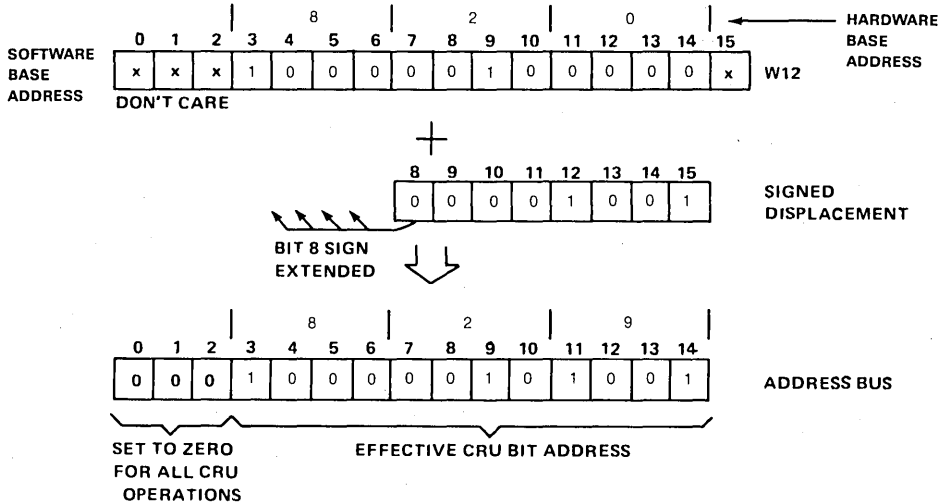 8 2 0
HARDWARE BASE ADDRESS
0 1 2 3 4 5 6 7 8 9 10 11 12 13 14 15
SOFTWARE BASE ADDRESS
x x x 1 0 0 0 0 0 1 0 0 0 0 0 x
W12
DON'T CARE
+
8 9 10 11 12 13 14 15
0 0 0 0 1 0 0 1
SIGNED DISPLACEMENT
BIT 8 SIGN EXTENDED
8 2 9
0 1 2 3 4 5 6 7 8 9 10 11 12 13 14
0 0 0 1 0 0 0 0 0 1 0 1 0 0 1
ADDRESS BUS
SET TO ZERO FOR ALL CRU OPERATIONS
EFFECTIVE CRU BIT ADDRESS